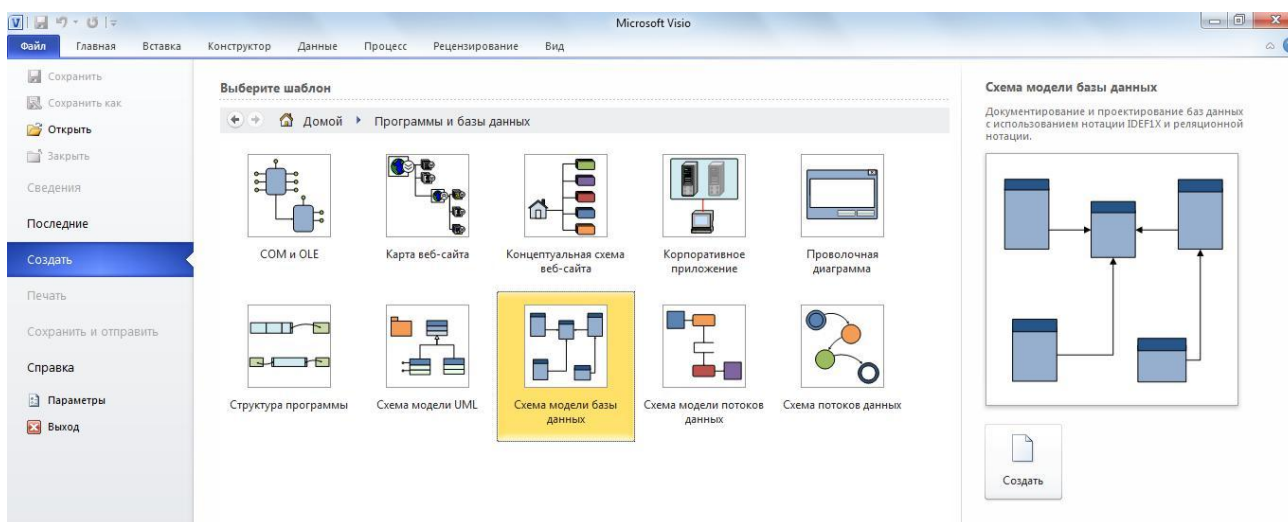 Microsoft Visio
Файл Главная Вставка Конструктор Данные Процесс Рецензирование Вид
Сохранить
Сохранить как
Открыть
Закрыть
Сведения
Последние
Создать
Печать
Сохранить и отправить
Справка
Параметры
Выход
Выберите шаблон
Домой Программы и базы данных
COM и OLE
Карта веб-сайта
Концептуальная схема
веб-сайта
Корпоративное
приложение
Проволочная
диаграмма
Структура программы
Схема модели UML
Схема модели базы
данных
Схема модели потоков
данных
Схема потоков данных
Схема модели базы данных
Документирование и проектирование баз данных
с использованием нотации IDEF1X и реляционной
нотации.
Создать